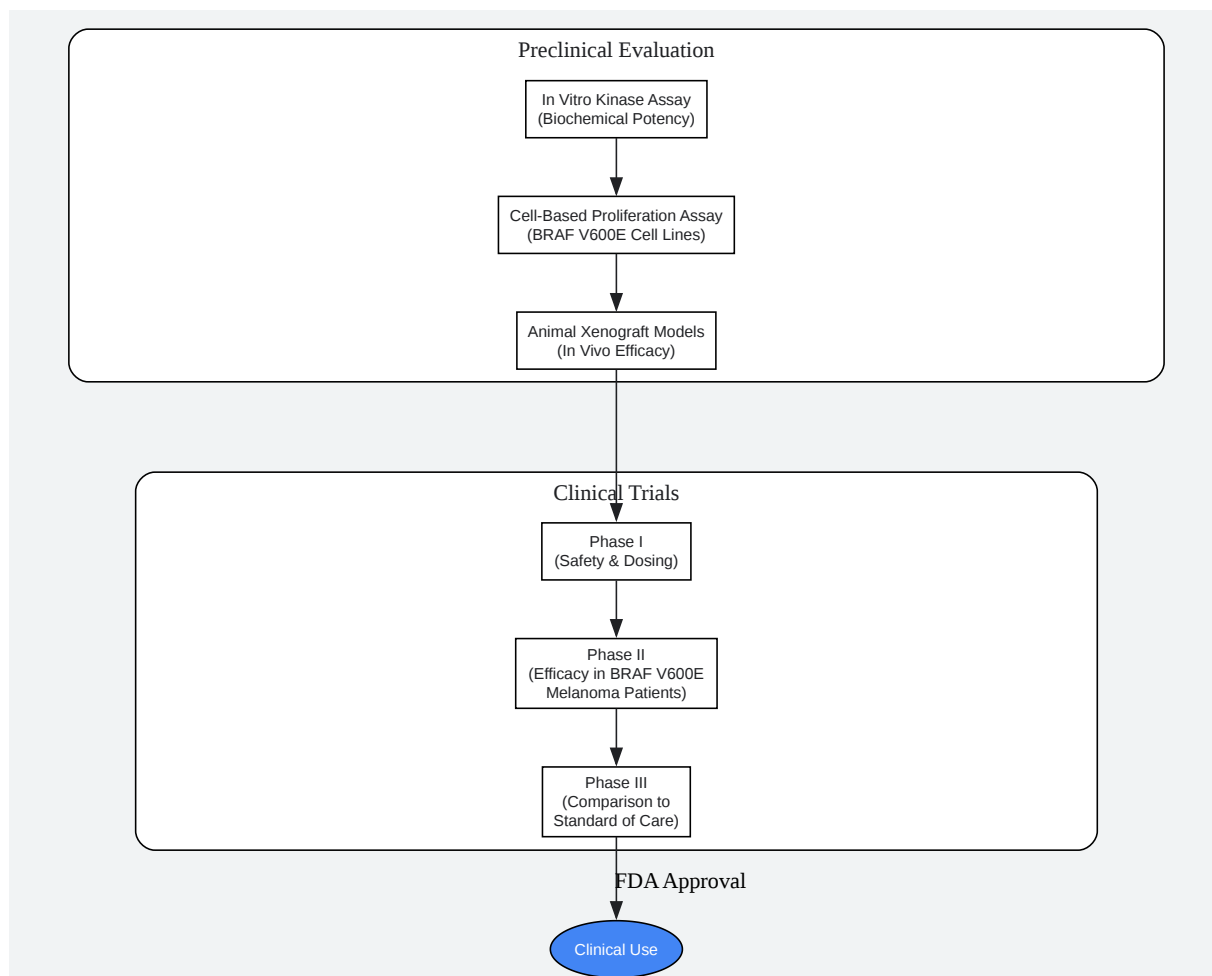 Preclinical Evaluation
In Vitro Kinase Assay
(Biochemical Potency)
Cell-Based Proliferation Assay
(BRAF V600E Cell Lines)
Animal Xenograft Models
(In Vivo Efficacy)
Clinical Trials
Phase I
(Safety & Dosing)
Phase II
(Efficacy in BRAF V600E
Melanoma Patients)
Phase III
(Comparison to
Standard of Care)
FDA Approval
Clinical Use